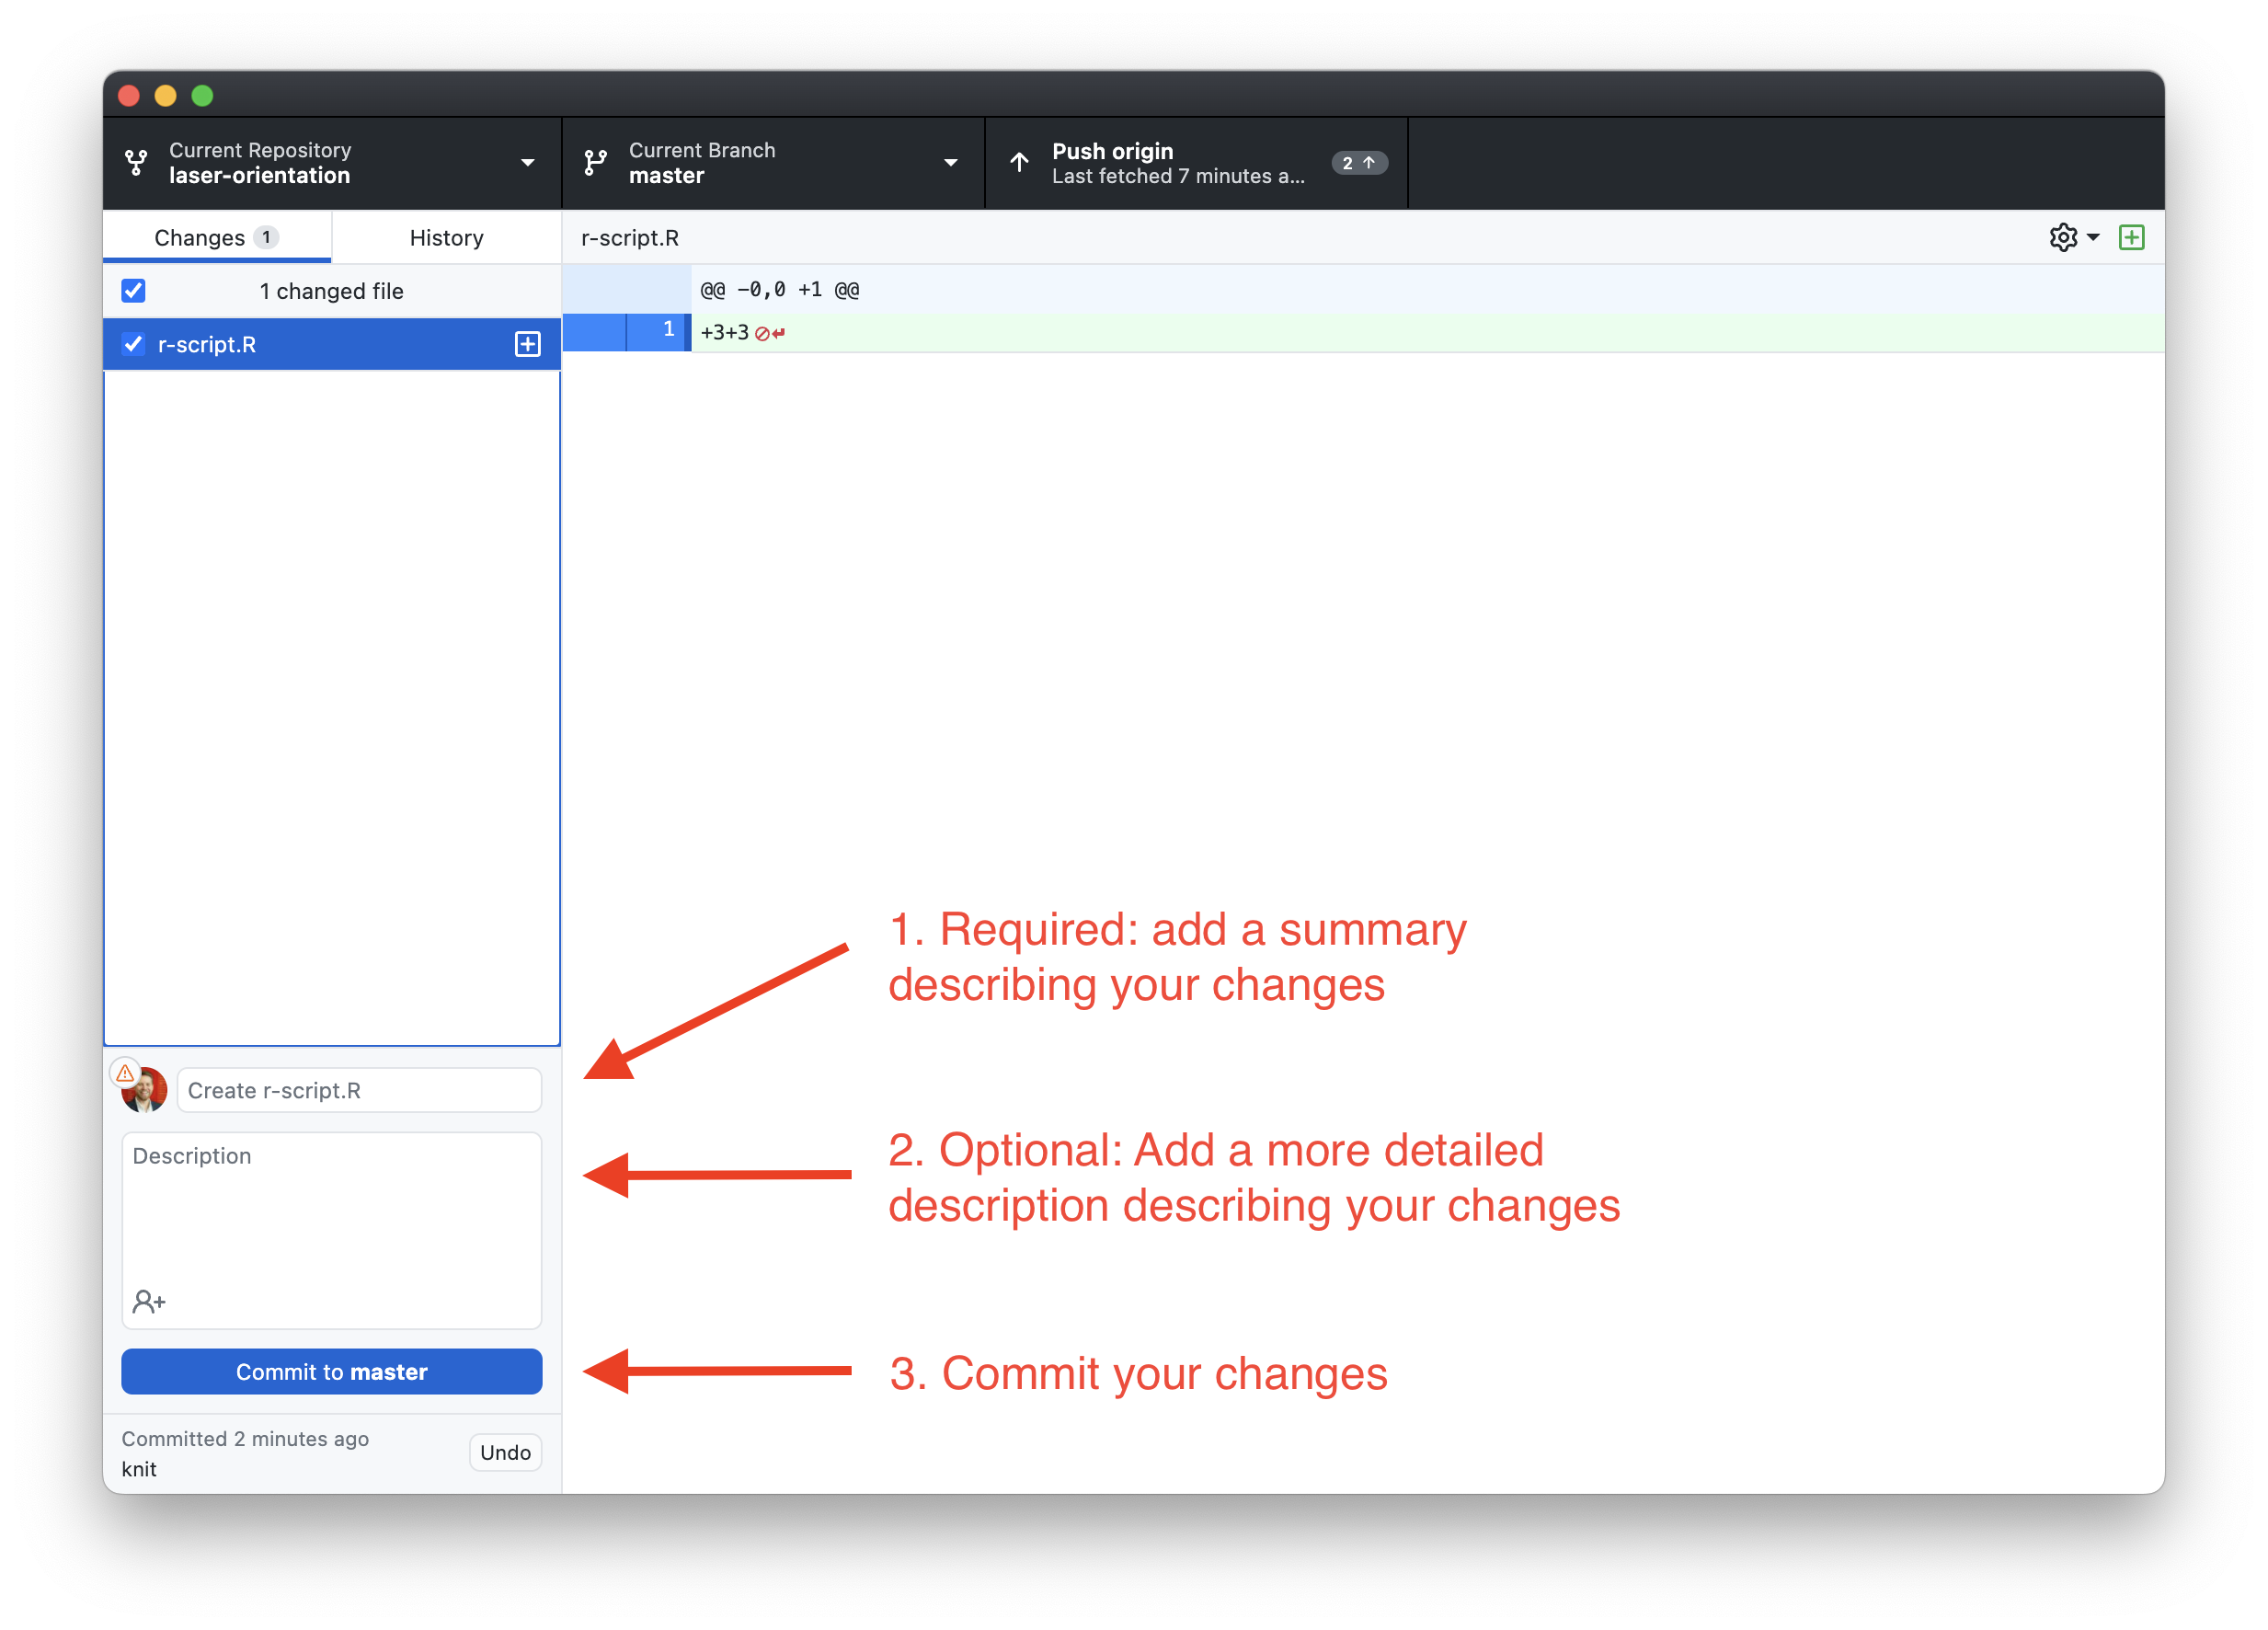 Current Repository
laser-orientation
Current Branch
master
Push origin
Last fetched 7 minutes a...
2
Changes 1
History
r-script.R
1 changed file
@@ -0,0 +1 @@
r-script.R
1 +3+3
1. Required: add a summary
describing your changes
Create r-script.R
2. Optional: Add a more detailed
description describing your changes
Description
Commit to master
3. Commit your changes
Committed 2 minutes ago
knit
Undo